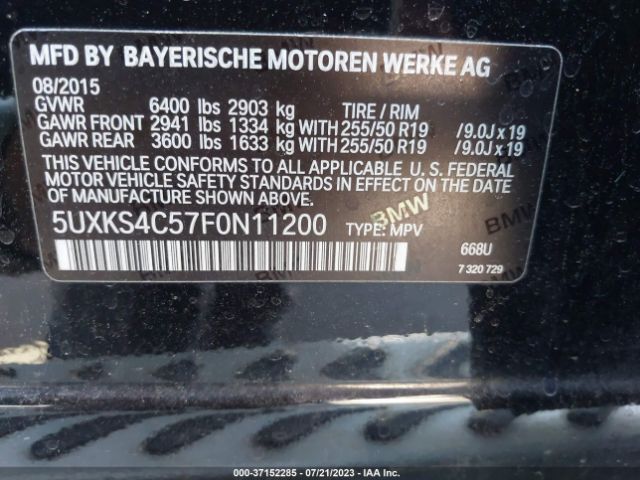 MFD BY BAYERISCHE MOTOREN WERKE AG
08/2015
GVWR 6400 lbs 2903 kg TIRE / RIM
GAWR FRONT 2941 lbs 1334 kg WITH 255/50 R19 /9.0J x 19
GAWR REAR 3600 lbs 1633 kg WITH 255/50 R19 /9.0J x 19
THIS VEHICLE CONFORMS TO ALL APPLICABLE U. S. FEDERAL
MOTOR VEHICLE SAFETY STANDARDS IN EFFECT ON THE DATE
OF MANUFACTURE SHOWN ABOVE.
5UXKS4C57F0N11200 TYPE: MPV
668U
7 320 729
BMW
BMW
000-37152285 - 07/21/2023 - IAAI.COM